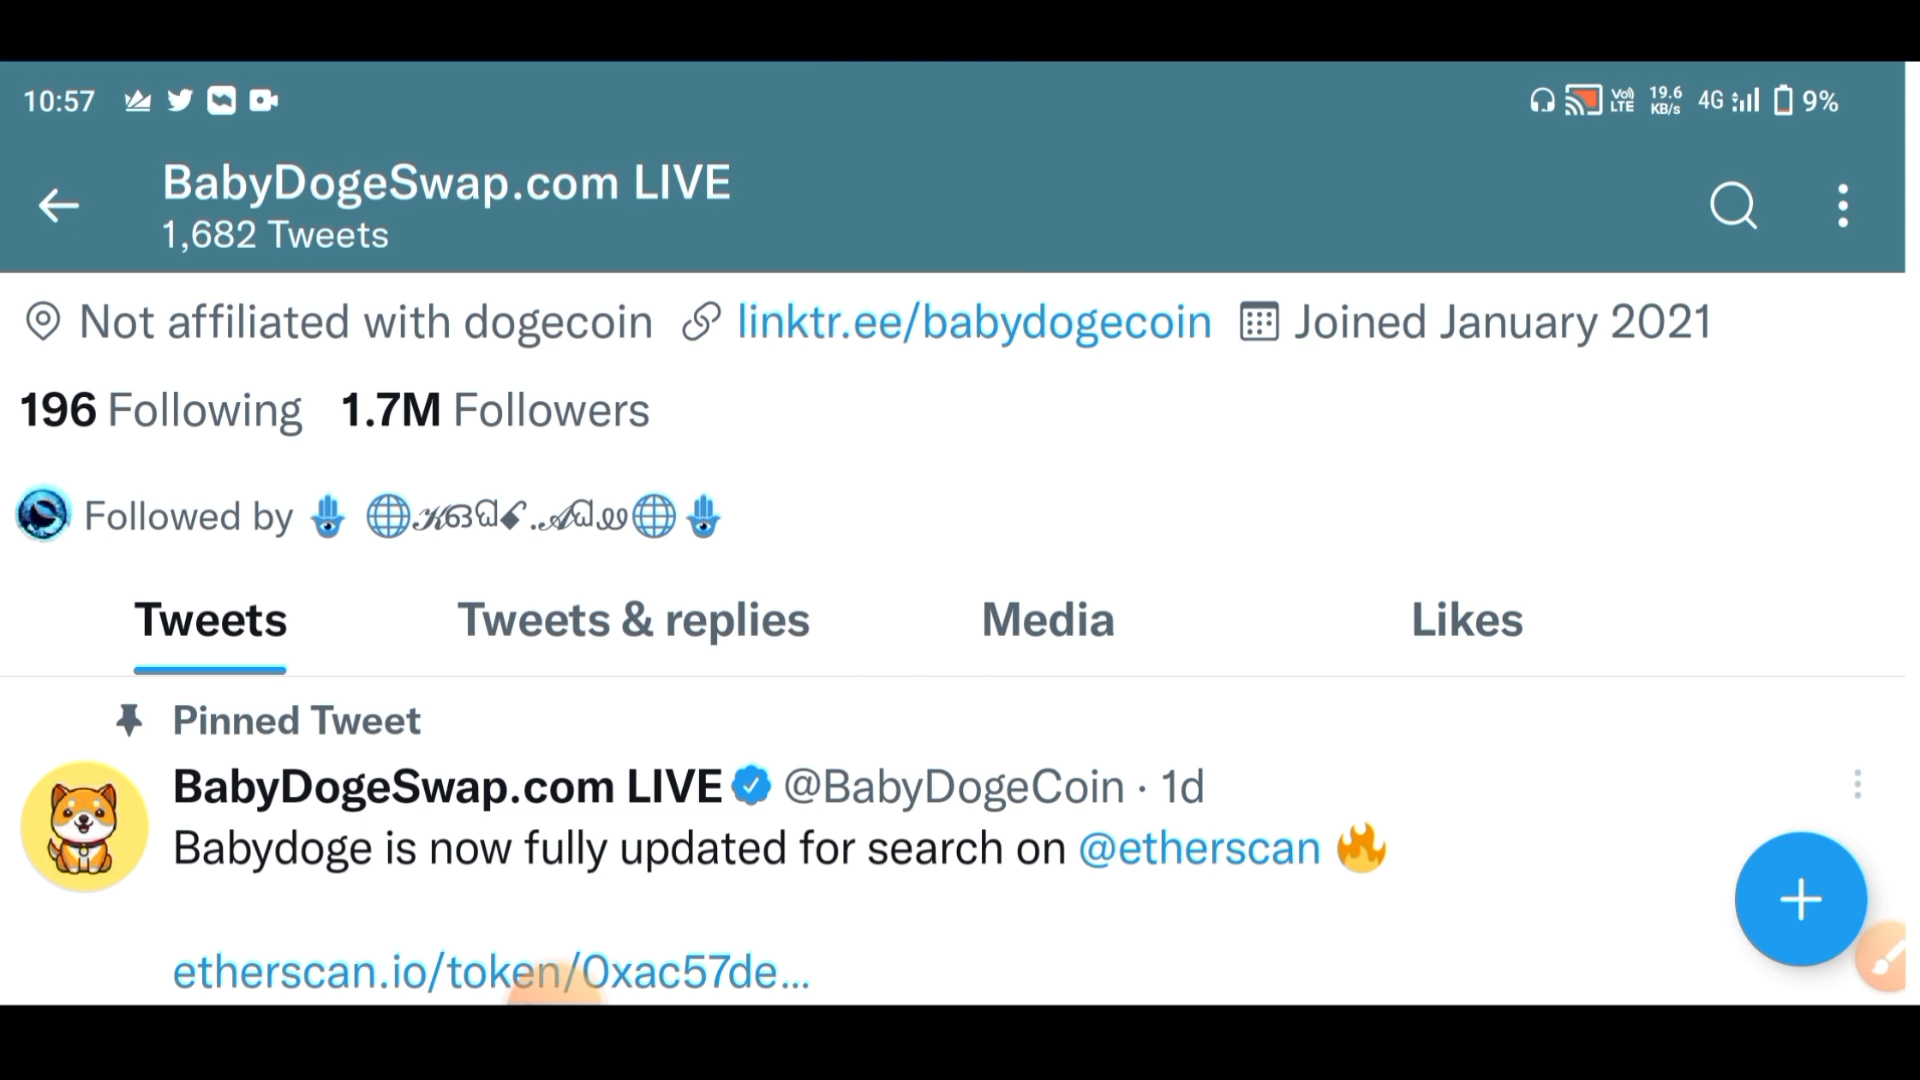 10:57 VoD LTE 19.6 KB/s 4G 9%
BabyDogeSwap.com LIVE
1,682 Tweets
Not affiliated with dogecoin linktr.ee/babydogecoin Joined January 2021
196 Following 1.7M Followers
Followed by
Tweets Tweets & replies Media Likes
Pinned Tweet
BabyDogeSwap.com LIVE @BabyDogeCoin · 1d
Babydoge is now fully updated for search on @etherscan 🔥
etherscan.io/token/0xac57de...